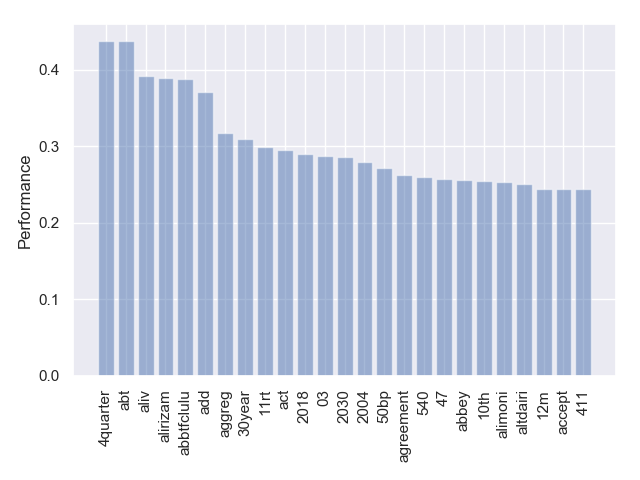 Performance
0.4
0.3
0.2
0.1
0.0
4quarter
abt
aliv
alirizam
abbtfclulu
add
aggreg
30year
11rt
act
2018
03
2030
2004
50bp
agreement
540
47
abbey
10th
alimoni
altdairi
12m
accept
411